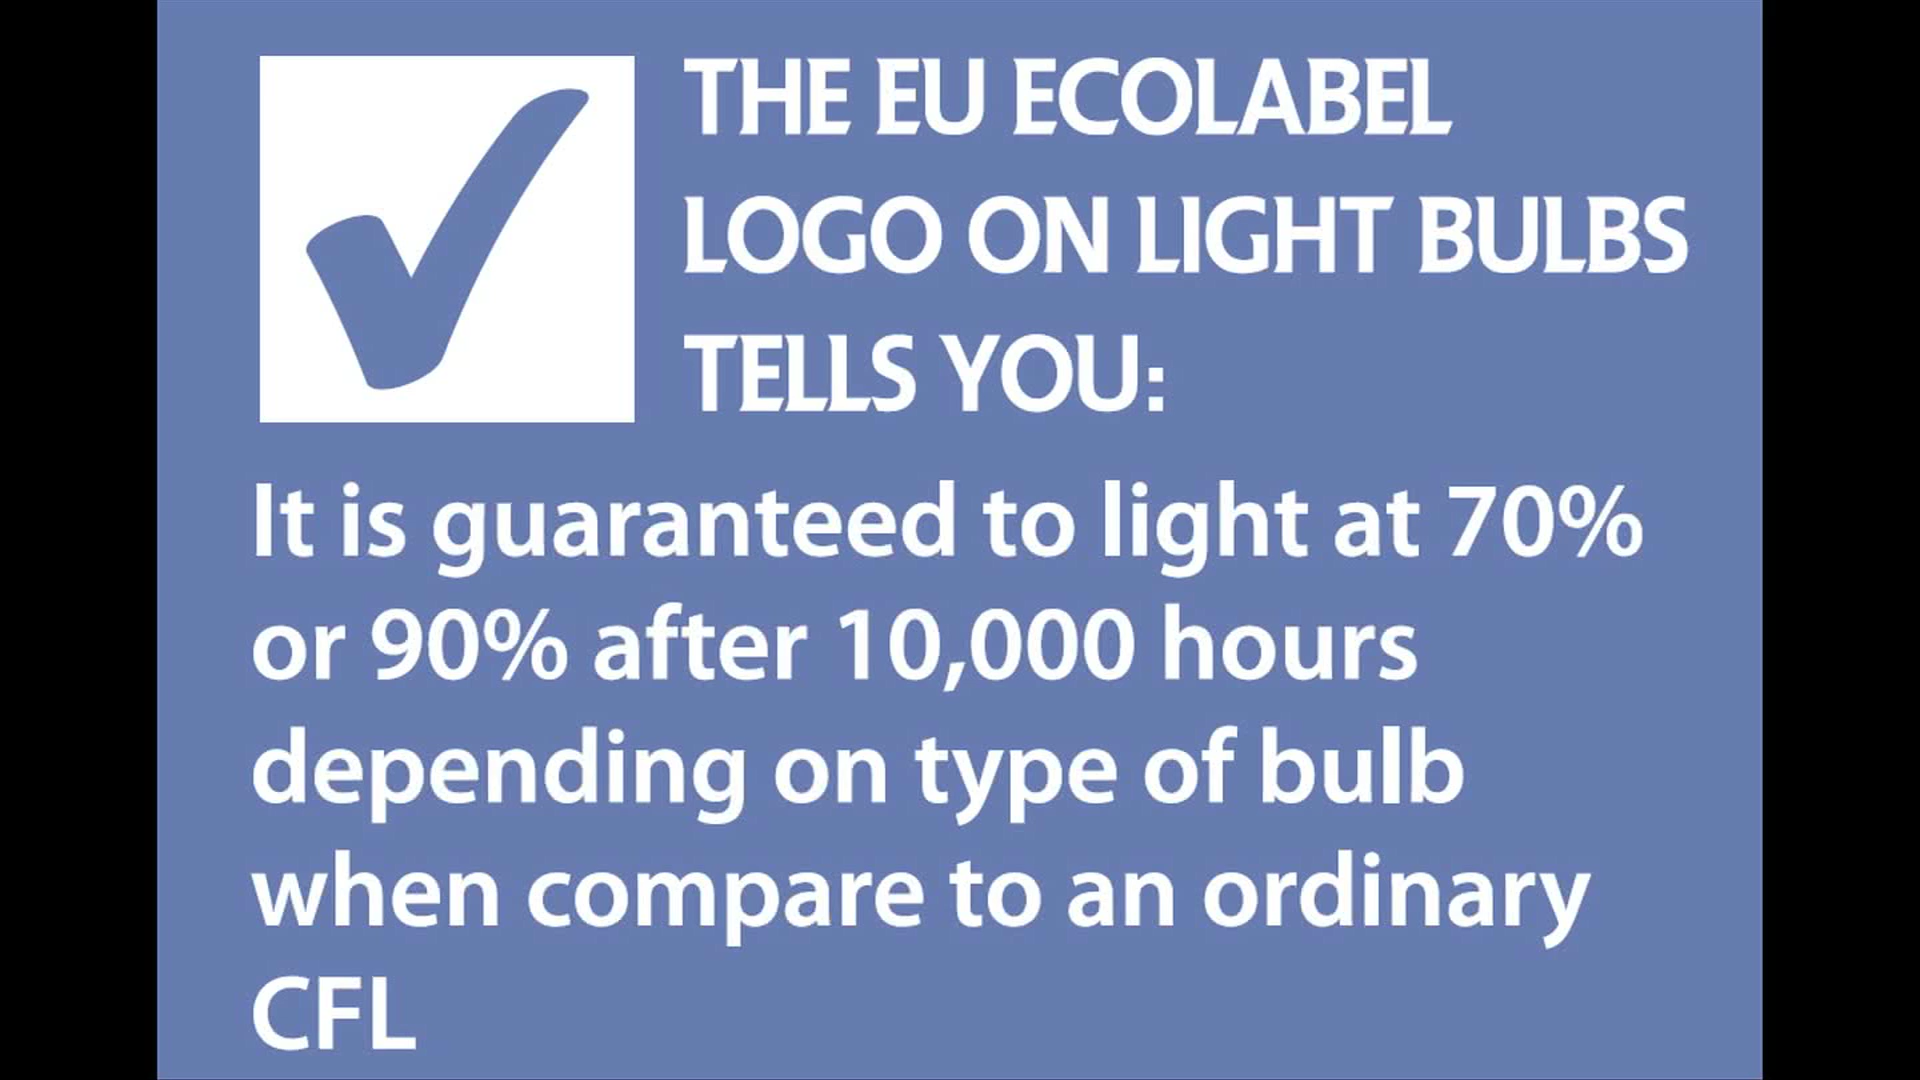 THE EU ECOLABEL
LOGO ON LIGHT BULBS
TELLS YOU:
It is guaranteed to light at 70%
or 90% after 10,000 hours
depending on type of bulb
when compare to an ordinary
CFL